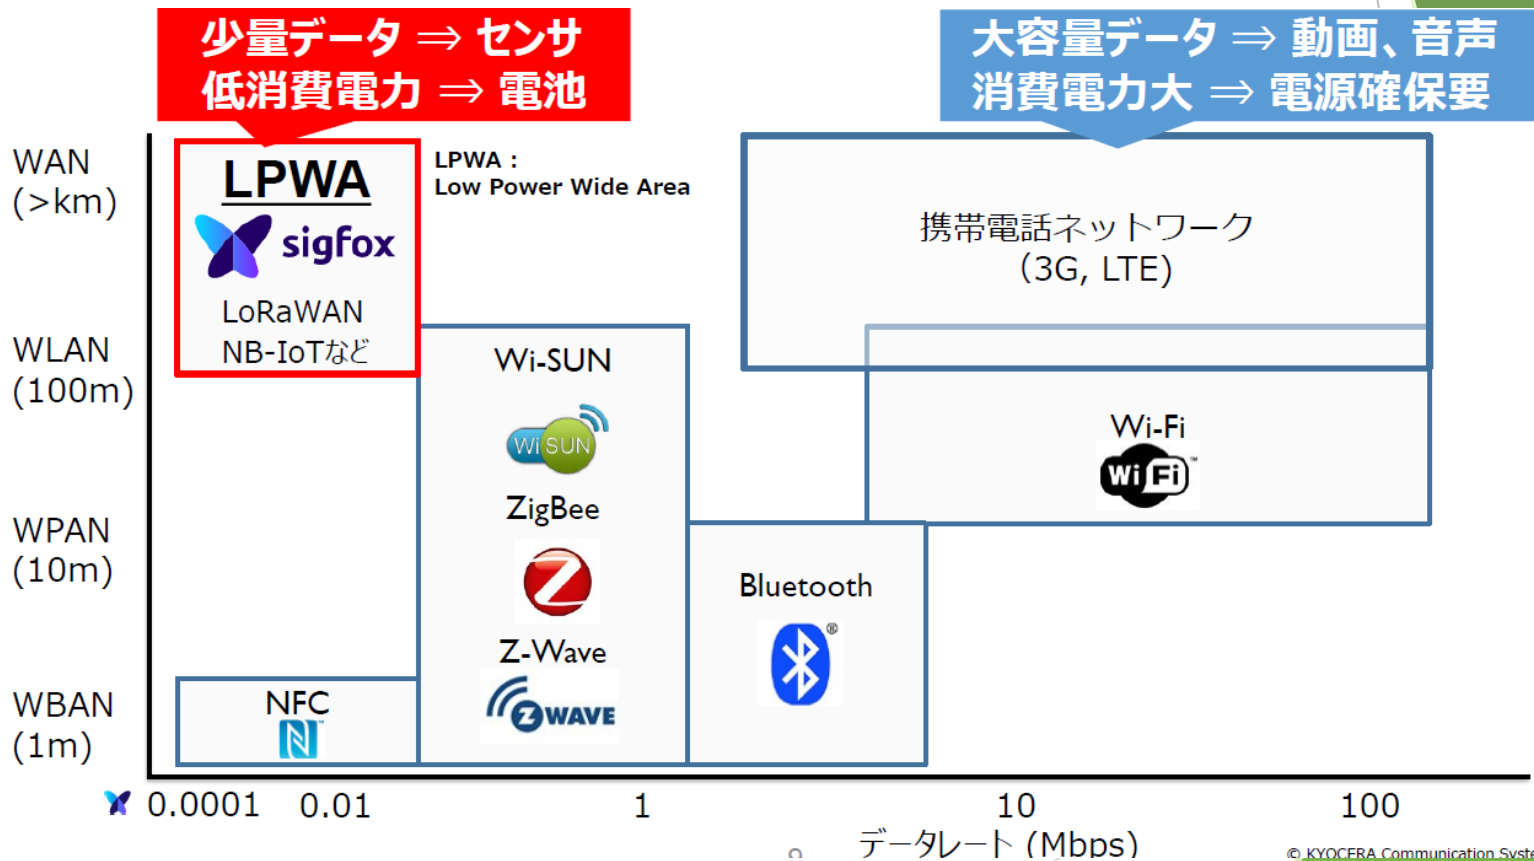 少量データ ⇒ センサ
低消費電力 ⇒ 電池
大容量データ ⇒ 動画、音声
消費電力大 ⇒ 電源確保要
WAN
(>km)
LPWA
sigfox
LoRaWAN
NB-IoTなど
LPWA :
Low Power Wide Area
携帯電話ネットワーク
(3G, LTE)
WLAN
(100m)
Wi-SUN
Wi SUN
ZigBee
Z-Wave
Z WAVE
Wi-Fi
Wi Fi™
WPAN
(10m)
Bluetooth
®
WBAN
(1m)
NFC
0.0001 0.01 1 10 100
データレート (Mbps)
© KYOCERA Communication